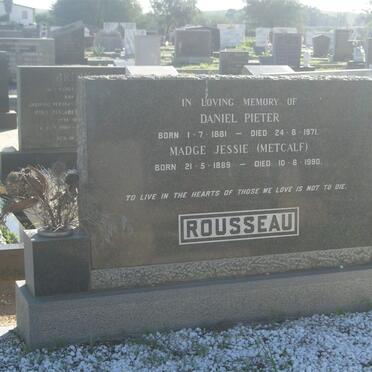 IN LOVING MEMORY OF
DANIEL PIETER
BORN 1·7·1881 — DIED 24·8·1971.
MADGE JESSIE (METCALF)
BORN 21·5·1889 — DIED 10·6·1990.
TO LIVE IN THE HEARTS OF THOSE WE LOVE IS NOT TO DIE.
ROUSSEAU